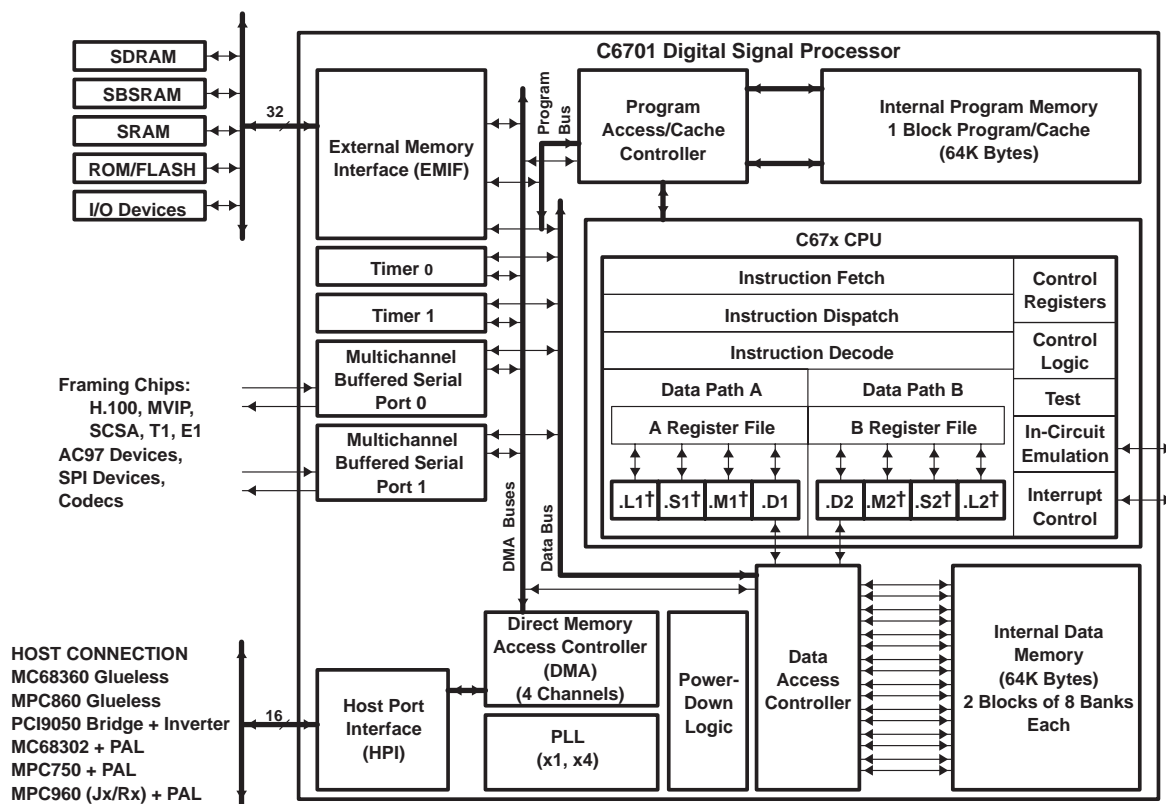 C6701 Digital Signal Processor
SDRAM
SBSRAM
SRAM
ROM/FLASH
I/O Devices
32
External Memory
Interface (EMIF)
Timer 0
Timer 1
Multichannel
Buffered Serial
Port 0
Multichannel
Buffered Serial
Port 1
Framing Chips:
H.100, MVIP,
SCSA, T1, E1
AC97 Devices,
SPI Devices,
Codecs
Program
Bus
Program
Access/Cache
Controller
Internal Program Memory
1 Block Program/Cache
(64K Bytes)
C67x CPU
Instruction Fetch
Instruction Dispatch
Instruction Decode
Data Path A
Data Path B
A Register File
B Register File
.L1†
.S1†
.M1†
.D1
.D2
.M2†
.S2†
.L2†
Control
Registers
Control
Logic
Test
In-Circuit
Emulation
Interrupt
Control
DMA Buses
Data Bus
HOST CONNECTION
MC68360 Glueless
MPC860 Glueless
PCI9050 Bridge + Inverter
MC68302 + PAL
MPC750 + PAL
MPC960 (Jx/Rx) + PAL
16
Host Port
Interface
(HPI)
Direct Memory
Access Controller
(DMA)
(4 Channels)
PLL
(x1, x4)
Power-
Down
Logic
Data
Access
Controller
Internal Data
Memory
(64K Bytes)
2 Blocks of 8 Banks
Each